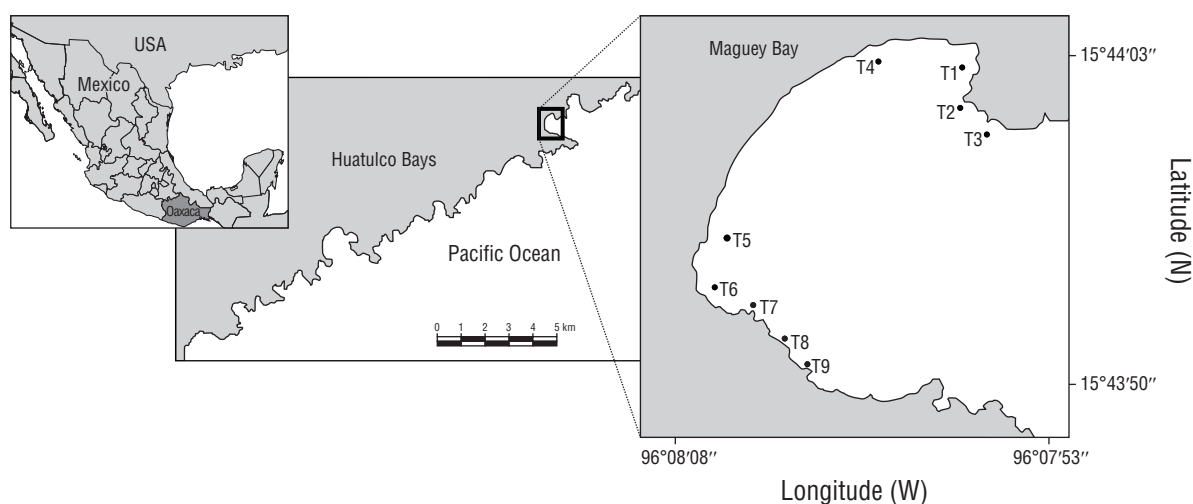 USA
Mexico
Oaxaca
Huatulco Bays
Pacific Ocean
0 1 2 3 4 5 km
Maguey Bay
T4
T1
T2
T3
T5
T6
T7
T8
T9
15°44′03′′
15°43′50′′
Latitude (N)
96°08′08′′
96°07′53′′
Longitude (W)